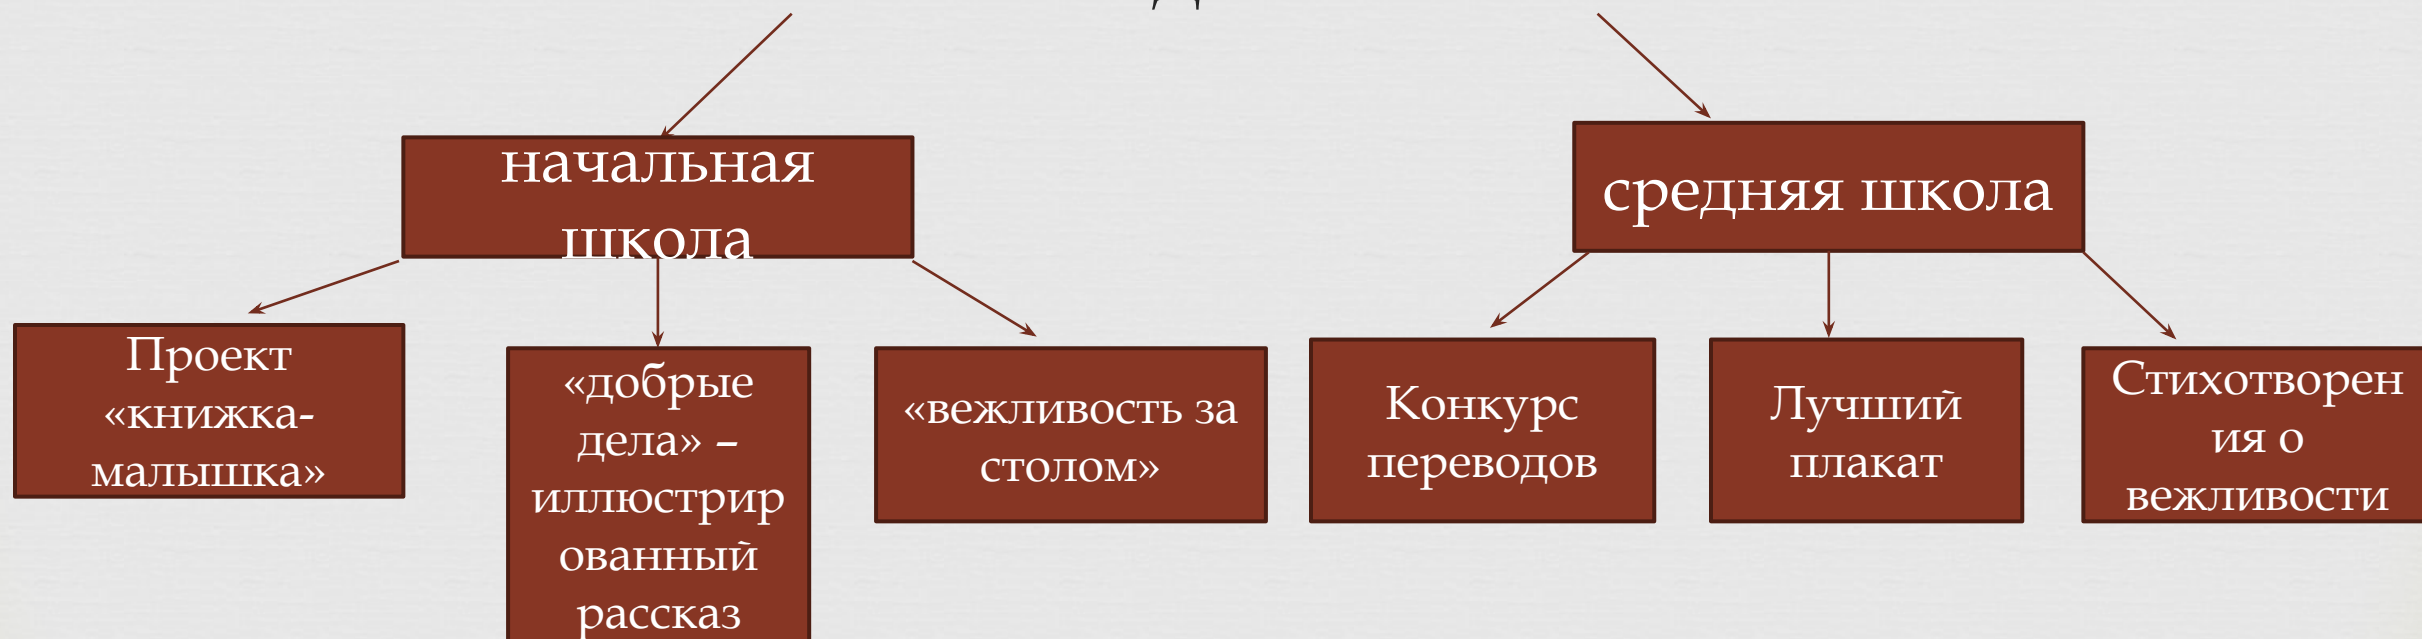 начальная
школа
средняя школа
Проект
«книжка-
малышка»
«добрые
дела» –
иллюстрир
ованный
рассказ
«вежливость за
столом»
Конкурс
переводов
Лучший
плакат
Стихотворен
ия о
вежливости